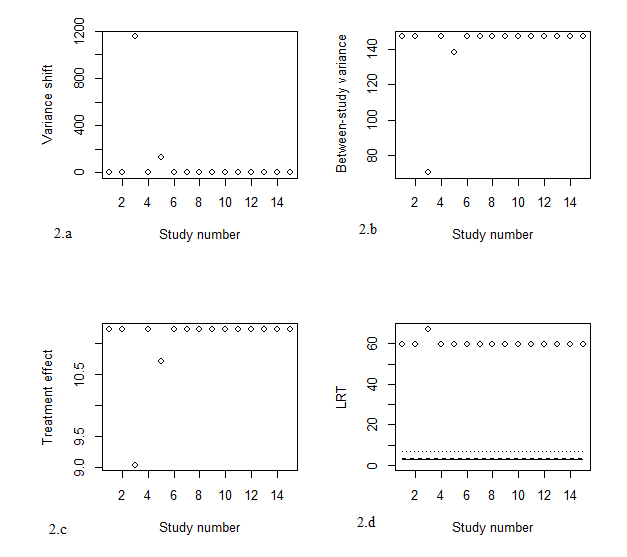 Variance shift
1200
800
400
0
2 4 6 8 10 12 14
Study number
2.a
Between-study variance
140
120
100
80
2 4 6 8 10 12 14
Study number
2.b
Treatment effect
10.5
9.5
9.0
2 4 6 8 10 12 14
Study number
2.c
LRT
60
40
20
0
2 4 6 8 10 12 14
Study number
2.d